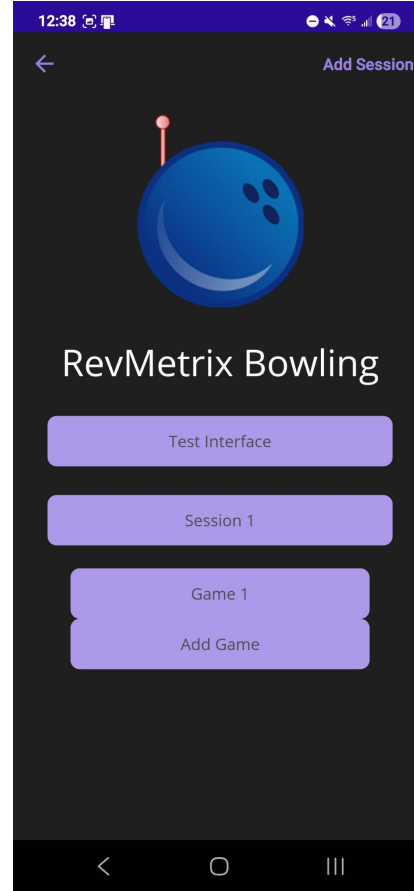 12:38
21
Add Session
RevMetrix Bowling
Test Interface
Session 1
Game 1
Add Game